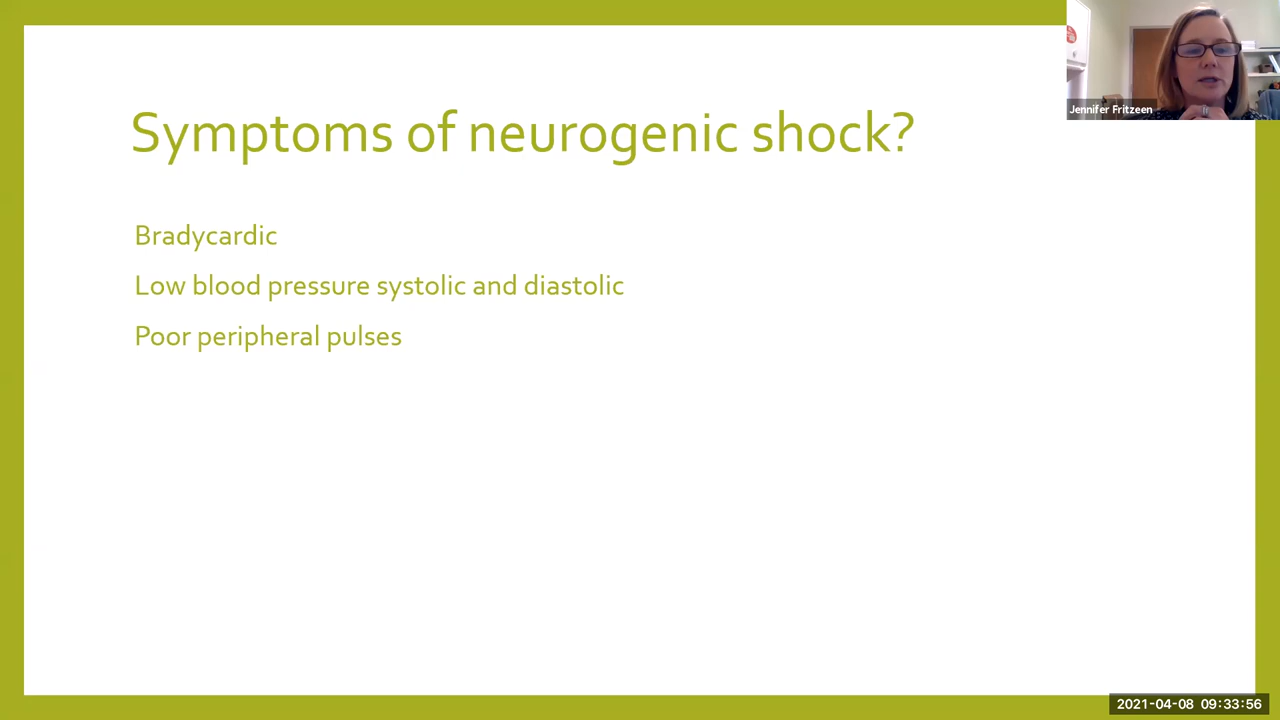 Symptoms of neurogenic shock?
Bradycardic
Low blood pressure systolic and diastolic
Poor peripheral pulses
Jennifer Fritzeen
2021-04-08 09:33:56